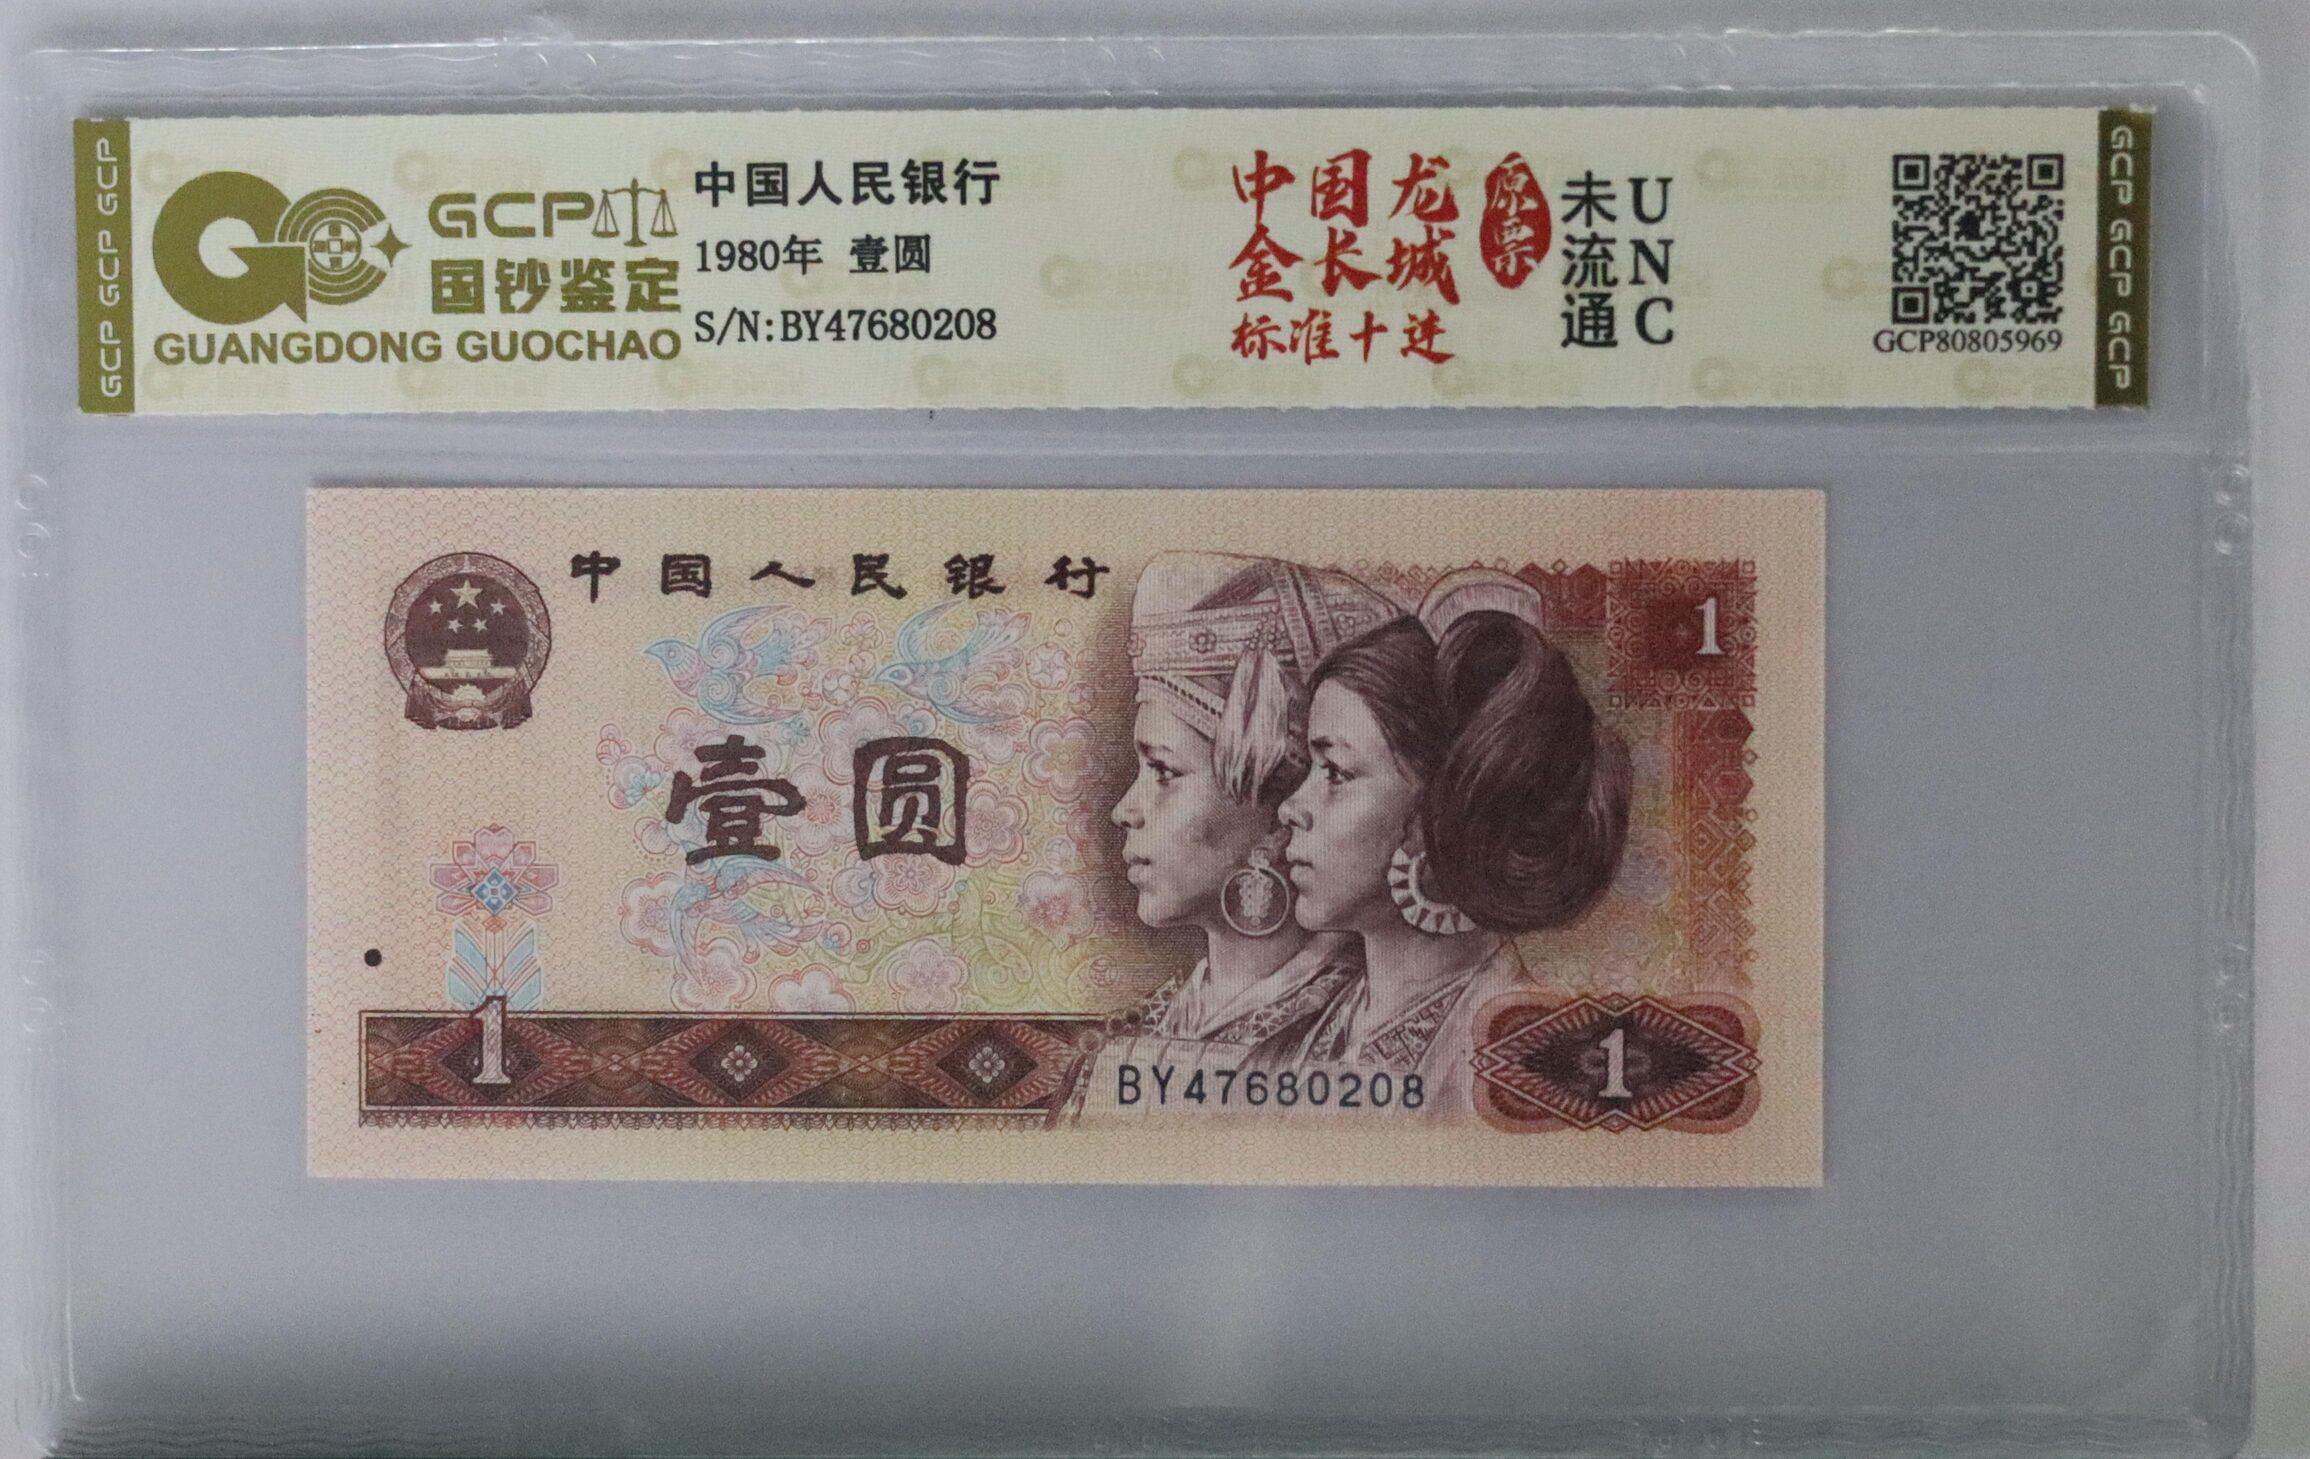 GCP GCP GCP
GCP
国钞鉴定
GUANGDONG GUOCHAO
中国人民银行
1980年 壹圆
S/N:BY47680208
中国龙
金长城
标准十进
原票
未流通
UNC
GCP80805969
GCP GCP GCP
中国人民银行
1
壹圆
1
BY47680208
1